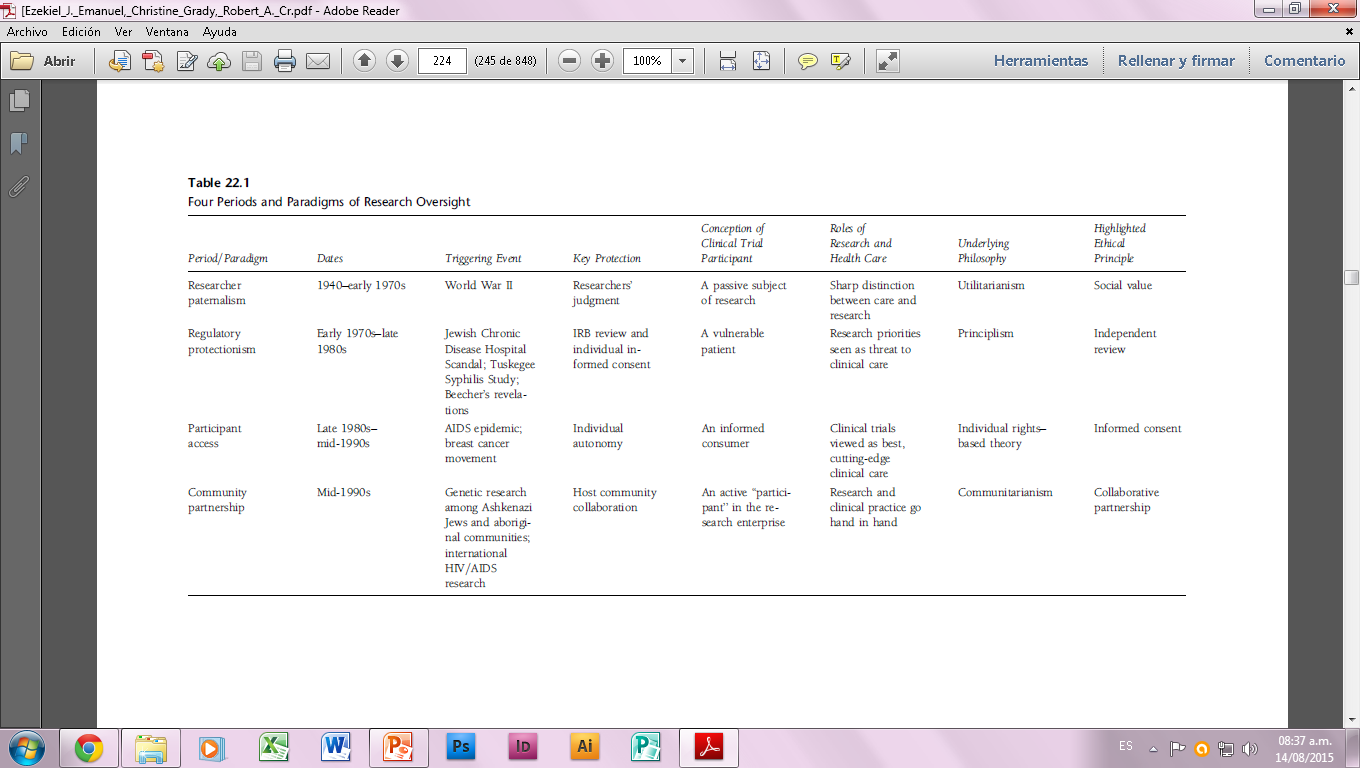 [Ezekiel_J._Emanuel,_Christine_Grady,_Robert_A._Cr.pdf - Adobe Reader
Archivo Edición Ver Ventana Ayuda
Abrir 224 (245 de 848) 100% Herramientas Rellenar y firmar Comentario
Table 22.1
Four Periods and Paradigms of Research Oversight
Period/Paradigm
Dates
Triggering Event
Key Protection
Conception of
Clinical Trial
Participant
Roles of
Research and
Health Care
Underlying
Philosophy
Highlighted
Ethical
Principle
Researcher
paternalism
1940–early 1970s
World War II
Researchers'
judgment
A passive subject
of research
Sharp distinction
between care and
research
Utilitarianism
Social value
Regulatory
protectionism
Early 1970s–late
1980s
Jewish Chronic
Disease Hospital
Scandal; Tuskegee
Syphilis Study;
Beecher's revela-
tions
IRB review and
individual in-
formed consent
A vulnerable
patient
Research priorities
seen as threat to
clinical care
Principlism
Independent
review
Participant
access
Late 1980s–
mid-1990s
AIDS epidemic;
breast cancer
movement
Individual
autonomy
An informed
consumer
Clinical trials
viewed as best,
cutting-edge
clinical care
Individual rights–
based theory
Informed consent
Community
partnership
Mid-1990s
Genetic research
among Ashkenazi
Jews and aborigi-
nal communities;
international
HIV/AIDS
research
Host community
collaboration
An active "partici-
pant" in the re-
search enterprise
Research and
clinical practice go
hand in hand
Communitarianism
Collaborative
partnership
Ps Id Ai
ES
08:37 a.m.
14/08/2015